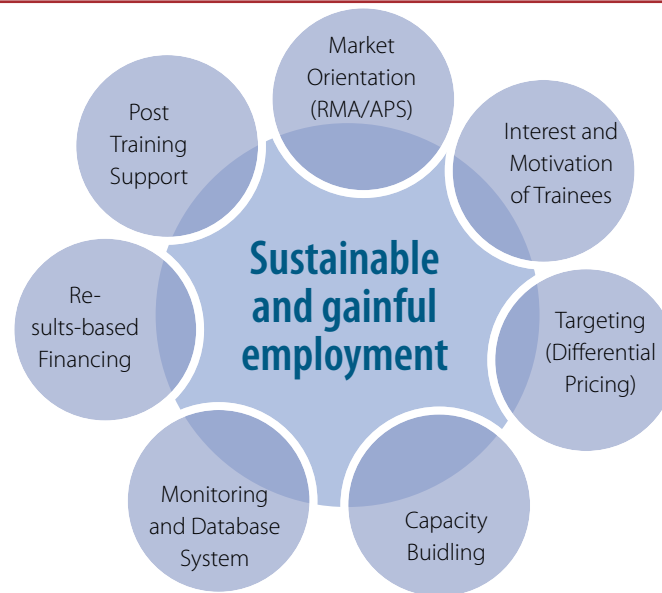 Market
Orientation
(RMA/APS)
Interest and
Motivation
of Trainees
Targeting
(Differential
Pricing)
Capacity
Buidling
Monitoring
and Database
System
Re-
sults-based
Financing
Post
Training
Support
Sustainable
and gainful
employment